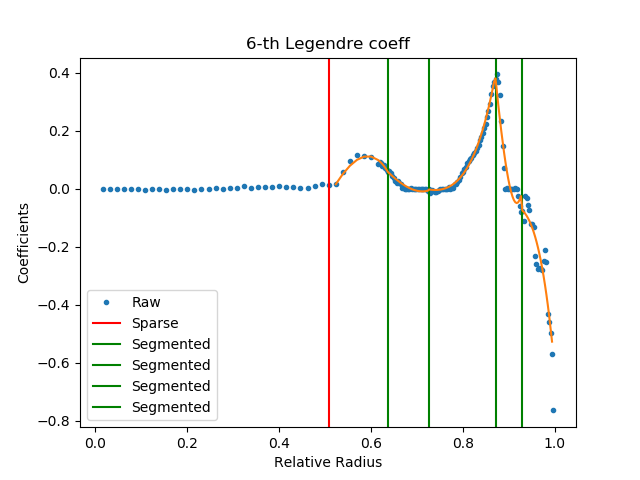 6-th Legendre coeff
0.4
0.2
0.0
−0.2
−0.4
−0.6
−0.8
Coefficients
Raw
Sparse
Segmented
Segmented
Segmented
Segmented
0.0 0.2 0.4 0.6 0.8 1.0
Relative Radius